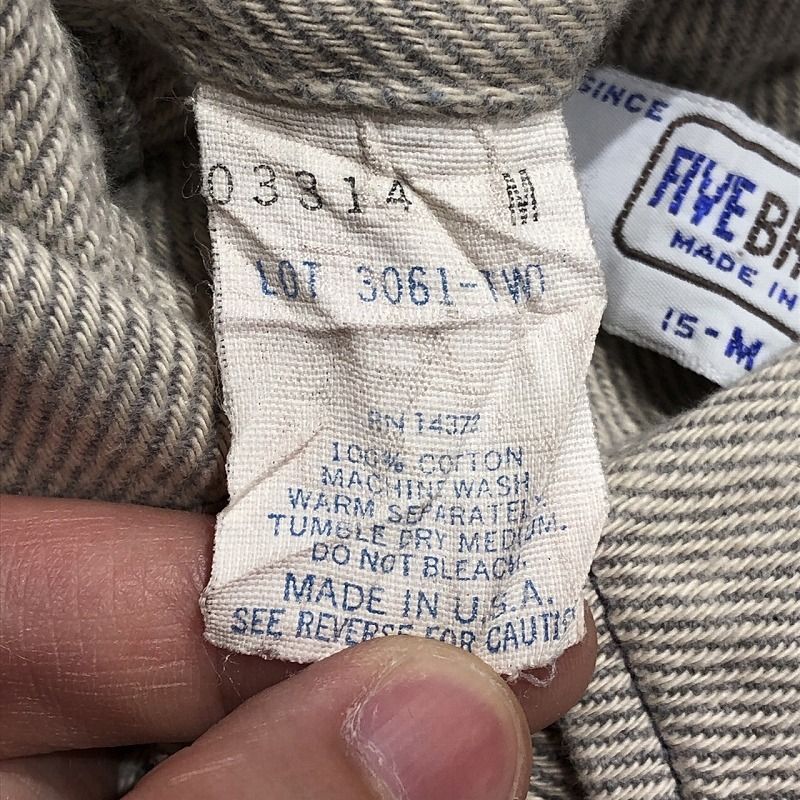 03314 M
LOT 3061-TWO
RN 14372
100% COTTON
MACHINE WASH
WARM SEPARATELY.
TUMBLE DRY MEDIUM.
DO NOT BLEACH.
MADE IN U.S.A.
SEE REVERSE FOR CAUTIO
SINCE
FIVE BR
MADE IN
15-M